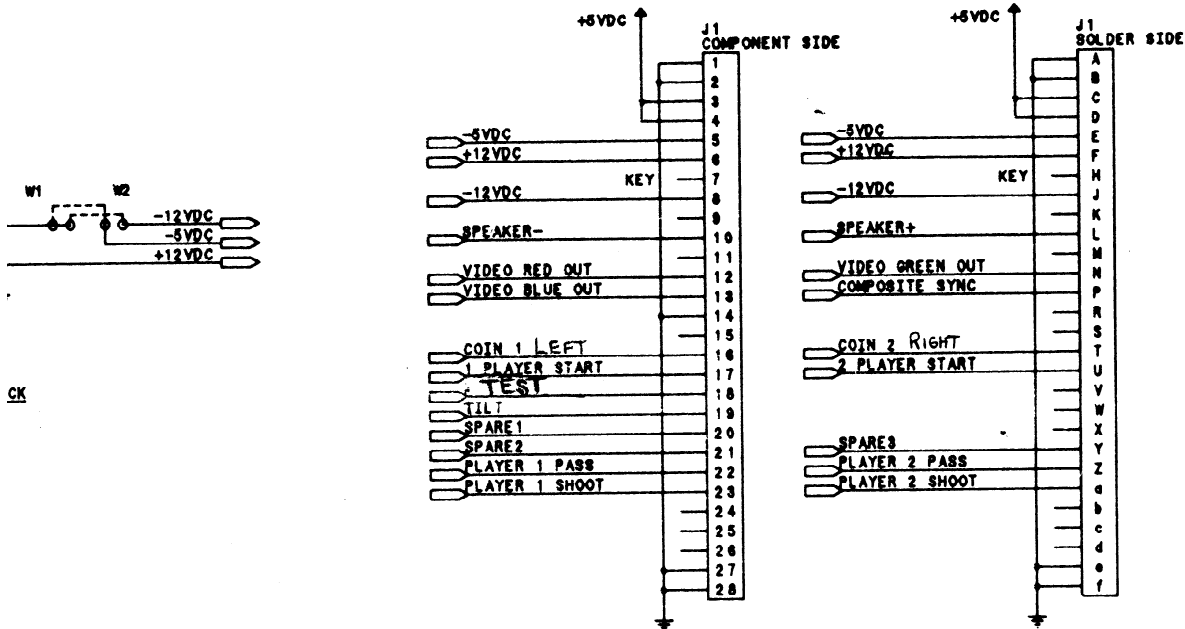 +5VDC
J1
COMPONENT SIDE
1
2
3
4
-5VDC 5
+12VDC 6
KEY 7
-12VDC 8
9
SPEAKER- 10
11
VIDEO RED OUT 12
VIDEO BLUE OUT 13
14
15
COIN 1 LEFT 16
1 PLAYER START 17
TEST 18
TILT 19
SPARE1 20
SPARE2 21
PLAYER 1 PASS 22
PLAYER 1 SHOOT 23
24
25
26
27
28
+5VDC
J1
SOLDER SIDE
A
B
C
D
-5VDC E
+12VDC F
KEY H
-12VDC J
K
SPEAKER+ L
M
VIDEO GREEN OUT N
COMPOSITE SYNC P
R
S
COIN 2 RIGHT T
2 PLAYER START U
V
W
X
SPARE3 Y
PLAYER 2 PASS Z
PLAYER 2 SHOOT a
b
c
d
e
f
W1 W2
-12VDC
-5VDC
+12VDC
CK